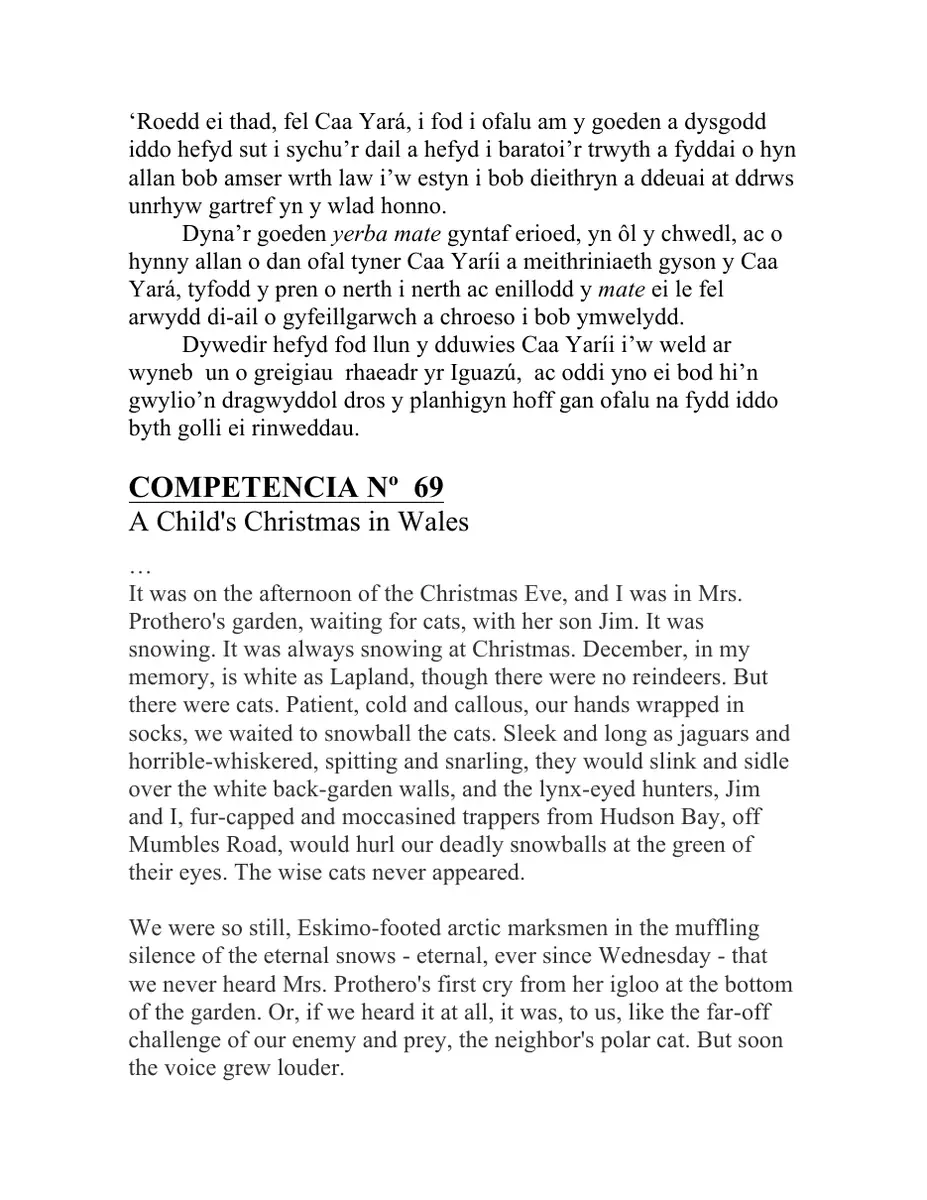 ‘Roedd ei thad, fel Caa Yará, i fod i ofalu am y goeden a dysgodd
iddo hefyd sut i sychu’r dail a hefyd i baratoi’r trwyth a fyddai o hyn
allan bob amser wrth law i’w estyn i bob dieithryn a ddeuai at ddrws
unrhyw gartref yn y wlad honno.
Dyna’r goeden yerba mate gyntaf erioed, yn ôl y chwedl, ac o
hynny allan o dan ofal tyner Caa Yaríi a meithriniaeth gyson y Caa
Yará, tyfodd y pren o nerth i nerth ac enillodd y mate ei le fel
arwydd di-ail o gyfeillgarwch a chroeso i bob ymwelydd.
Dywedir hefyd fod llun y dduwies Caa Yaríi i’w weld ar
wyneb un o greigiau rhaeadr yr Iguazú, ac oddi yno ei bod hi’n
gwylio’n dragwyddol dros y planhigyn hoff gan ofalu na fydd iddo
byth golli ei rinweddau.
COMPETENCIA Nº 69
A Child's Christmas in Wales
…
It was on the afternoon of the Christmas Eve, and I was in Mrs.
Prothero's garden, waiting for cats, with her son Jim. It was
snowing. It was always snowing at Christmas. December, in my
memory, is white as Lapland, though there were no reindeers. But
there were cats. Patient, cold and callous, our hands wrapped in
socks, we waited to snowball the cats. Sleek and long as jaguars and
horrible-whiskered, spitting and snarling, they would slink and sidle
over the white back-garden walls, and the lynx-eyed hunters, Jim
and I, fur-capped and moccasined trappers from Hudson Bay, off
Mumbles Road, would hurl our deadly snowballs at the green of
their eyes. The wise cats never appeared.
We were so still, Eskimo-footed arctic marksmen in the muffling
silence of the eternal snows - eternal, ever since Wednesday - that
we never heard Mrs. Prothero's first cry from her igloo at the bottom
of the garden. Or, if we heard it at all, it was, to us, like the far-off
challenge of our enemy and prey, the neighbor's polar cat. But soon
the voice grew louder.